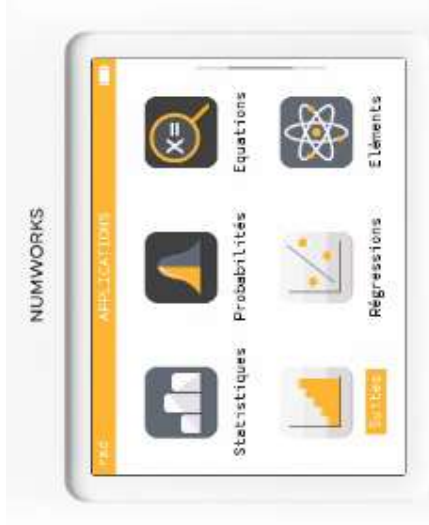 NUMWORKS
rad APPLICATIONS
Statistiques Probabilités Equations
Suites Régressions Eléments